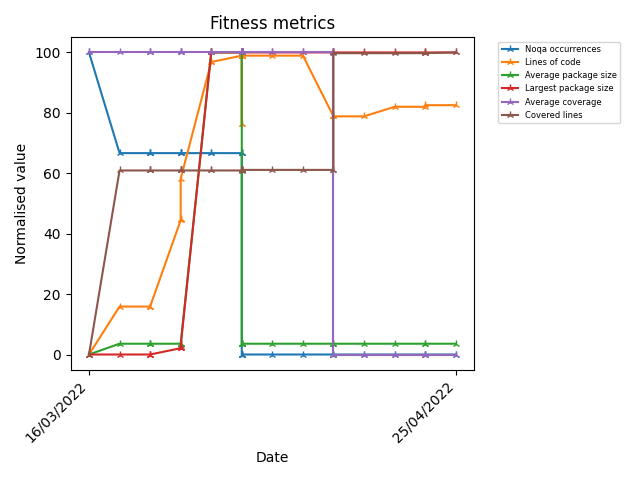 Fitness metrics
Normalised value
100
80
60
40
20
0
16/03/2022
25/04/2022
Date
Noqa occurrences
Lines of code
Average package size
Largest package size
Average coverage
Covered lines